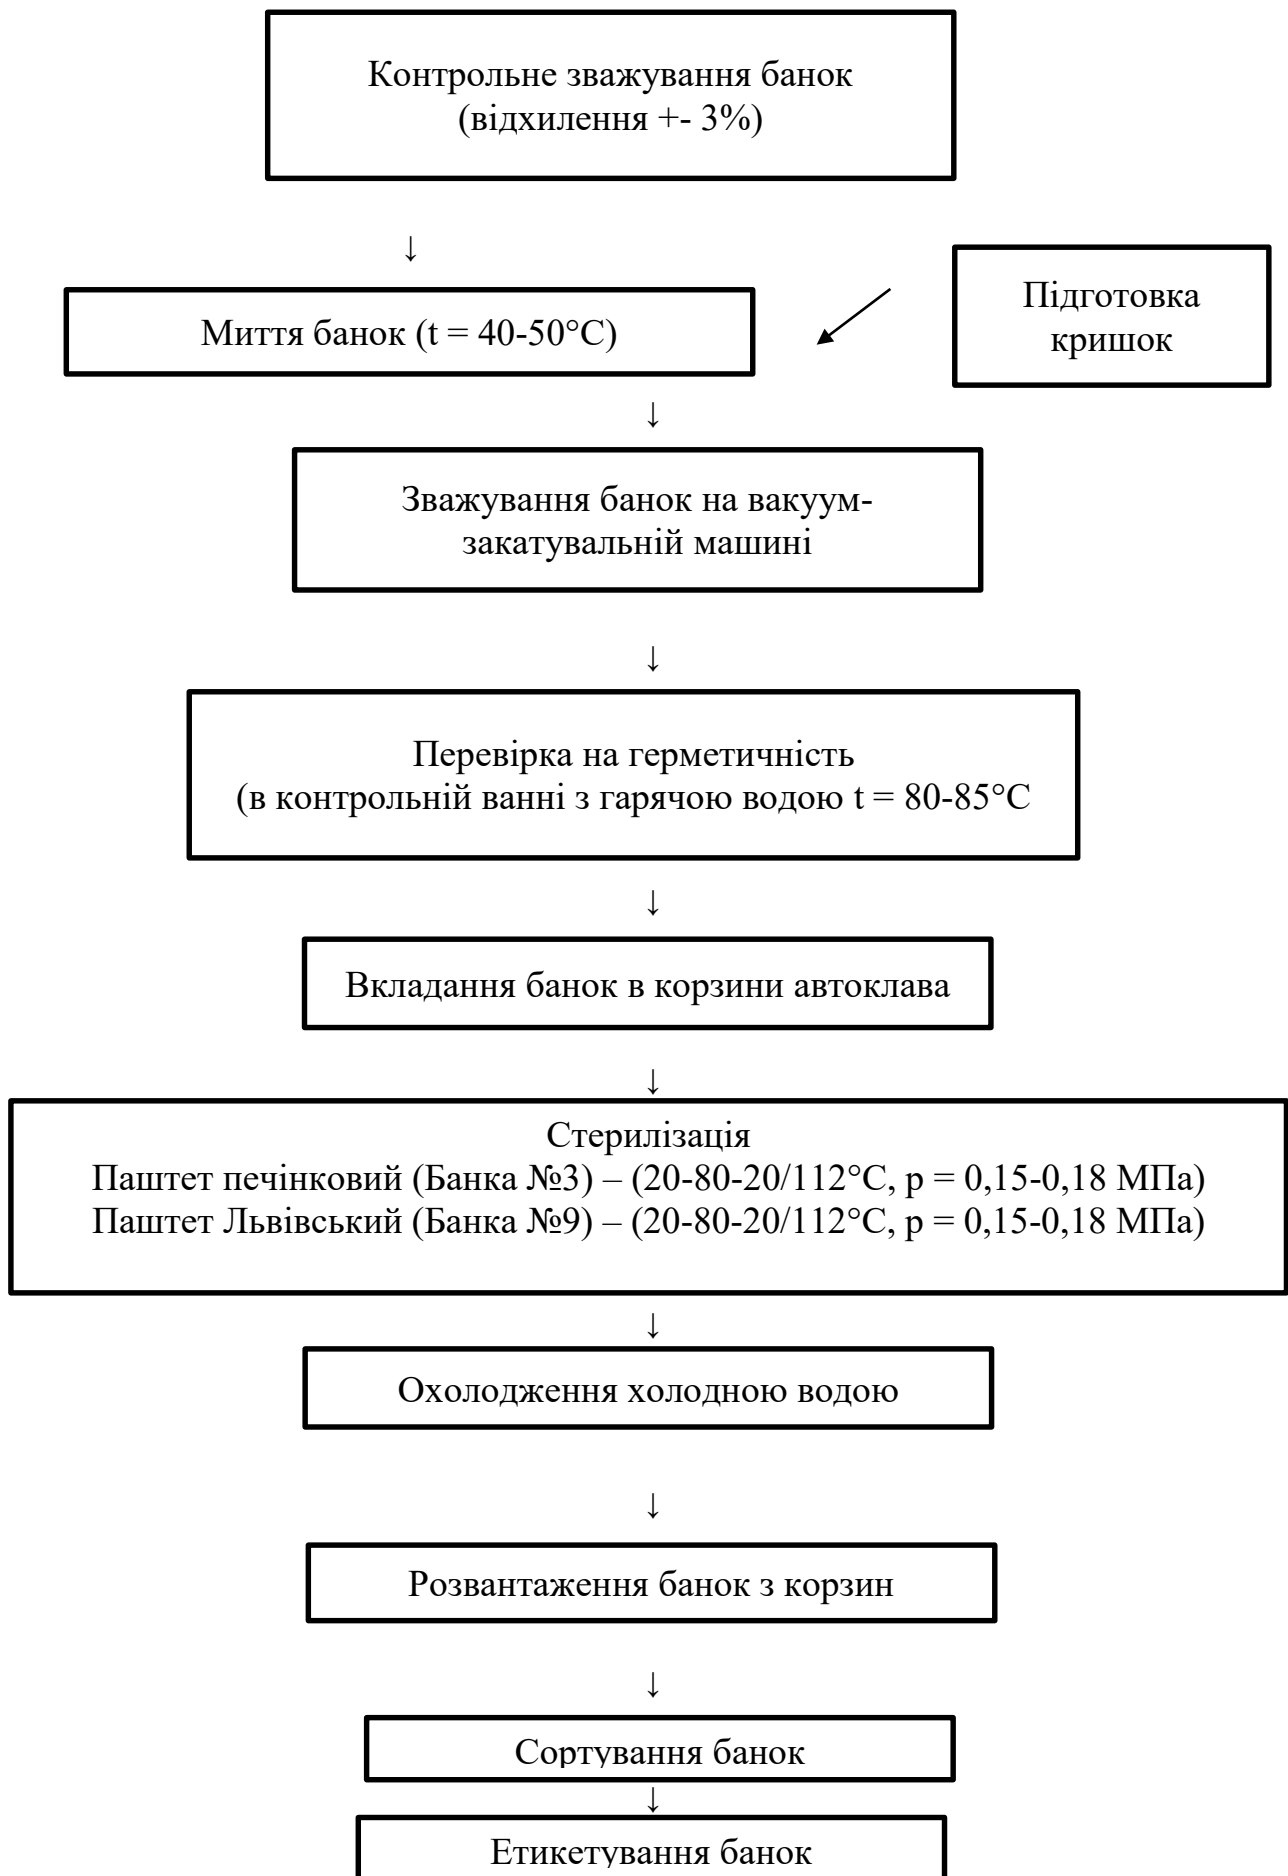 Контрольне зважування банок
(відхилення +- 3%)
↓
Миття банок (t = 40-50°С)
Підготовка
кришок
↓
Зважування банок на вакуум-
закатувальній машині
↓
Перевірка на герметичність
(в контрольній ванні з гарячою водою t = 80-85°С
↓
Вкладання банок в корзини автоклава
↓
Стерилізація
Паштет печінковий (Банка №3) – (20-80-20/112°С, р = 0,15-0,18 МПа)
Паштет Львівський (Банка №9) – (20-80-20/112°С, р = 0,15-0,18 МПа)
↓
Охолодження холодною водою
↓
Розвантаження банок з корзин
↓
Сортування банок
↓
Етикетування банок